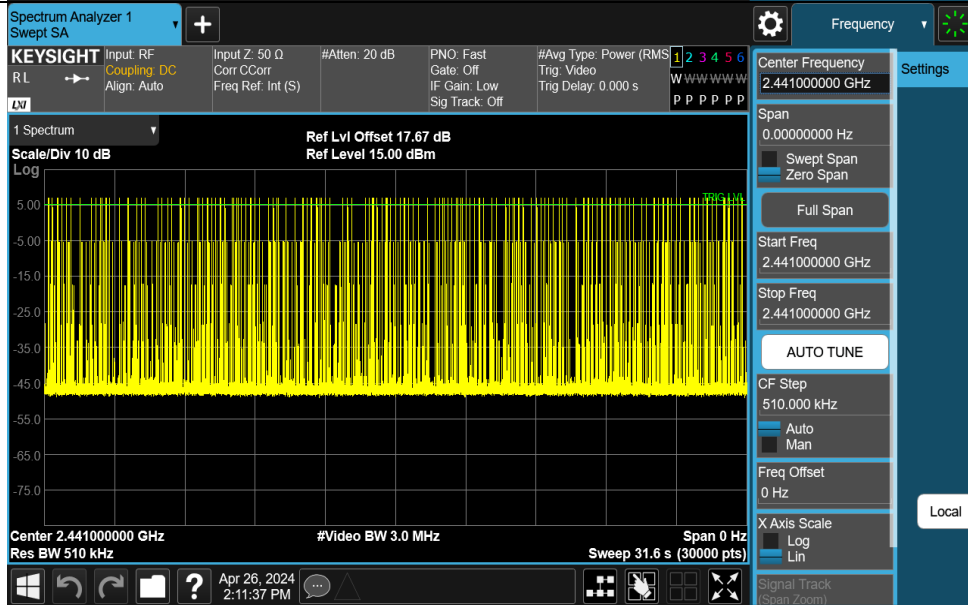 Spectrum Analyzer 1
Swept SA
Frequency
KEYSIGHT
R L
LXI
Input: RF
Coupling: DC
Align: Auto
Input Z: 50 Ω
Corr CCorr
Freq Ref: Int (S)
#Atten: 20 dB
PNO: Fast
Gate: Off
IF Gain: Low
Sig Track: Off
#Avg Type: Power (RMS
Trig: Video
Trig Delay: 0.000 s
1 2 3 4 5 6
W W W W W W
P P P P P P
1 Spectrum
Scale/Div 10 dB
Log
Ref Lvl Offset 17.67 dB
Ref Level 15.00 dBm
TRIG LVL
5.00
-5.00
-15.0
-25.0
-35.0
-45.0
-55.0
-65.0
-75.0
Center 2.441000000 GHz
Res BW 510 kHz
#Video BW 3.0 MHz
Span 0 Hz
Sweep 31.6 s (30000 pts)
Center Frequency
2.441000000 GHz
Span
0.00000000 Hz
Swept Span
Zero Span
Full Span
Start Freq
2.441000000 GHz
Stop Freq
2.441000000 GHz
AUTO TUNE
CF Step
510.000 kHz
Auto
Man
Freq Offset
0 Hz
X Axis Scale
Log
Lin
Signal Track
(Span Zoom)
Settings
Local
?
Apr 26, 2024
2:11:37 PM